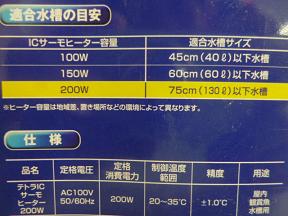 適合水槽の目安
ICサーモヒーター容量 適合水槽サイズ
100W 45cm(40ℓ)以下水槽
150W 60cm(60ℓ)以下水槽
200W 75cm(130ℓ)以下水槽
※ヒーター容量は地域差、置き場所などの環境によって異なります。
仕様
品名 定格電圧 定格消費電力 制御温度範囲 精度 用途
テトラICサーモヒーター200W AC100V 50/60Hz 200W 20〜35℃ ±1.0℃ 屋内観賞魚水槽用